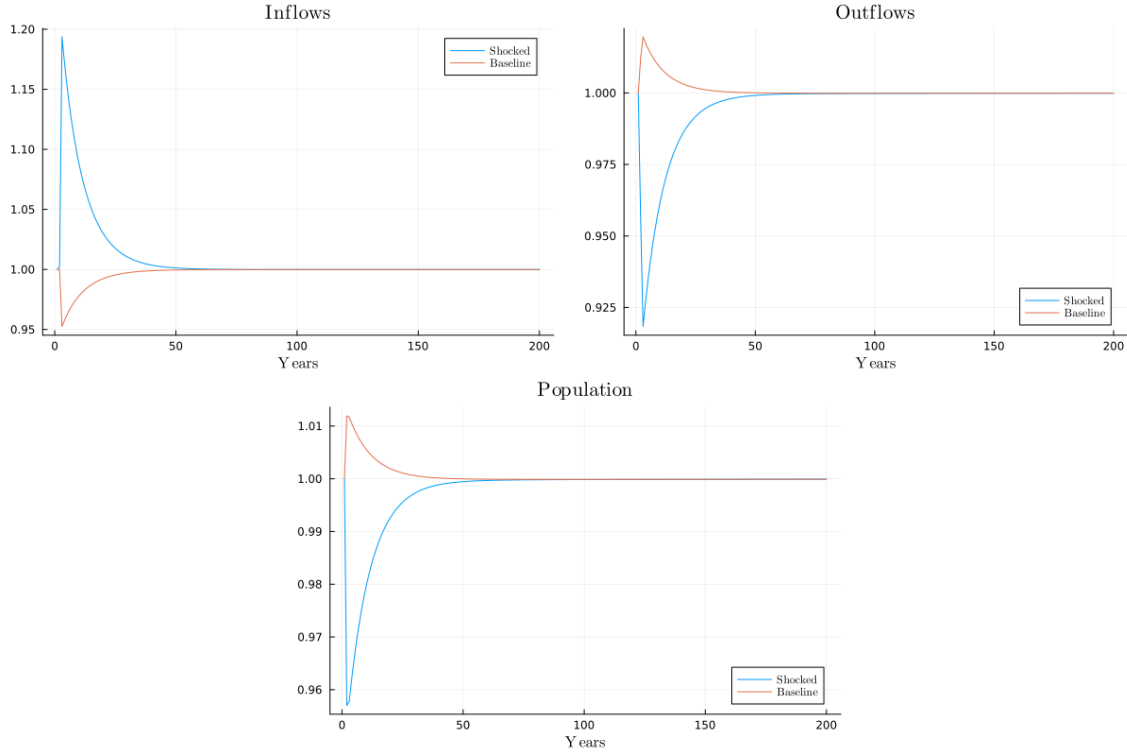 Inflows
1.20
1.15
1.10
1.05
1.00
0.95
0
50
100
150
200
Years
Shocked
Baseline
Outflows
1.000
0.975
0.950
0.925
0
50
100
150
200
Years
Shocked
Baseline
Population
1.01
1.00
0.99
0.98
0.97
0.96
0
50
100
150
200
Years
Shocked
Baseline